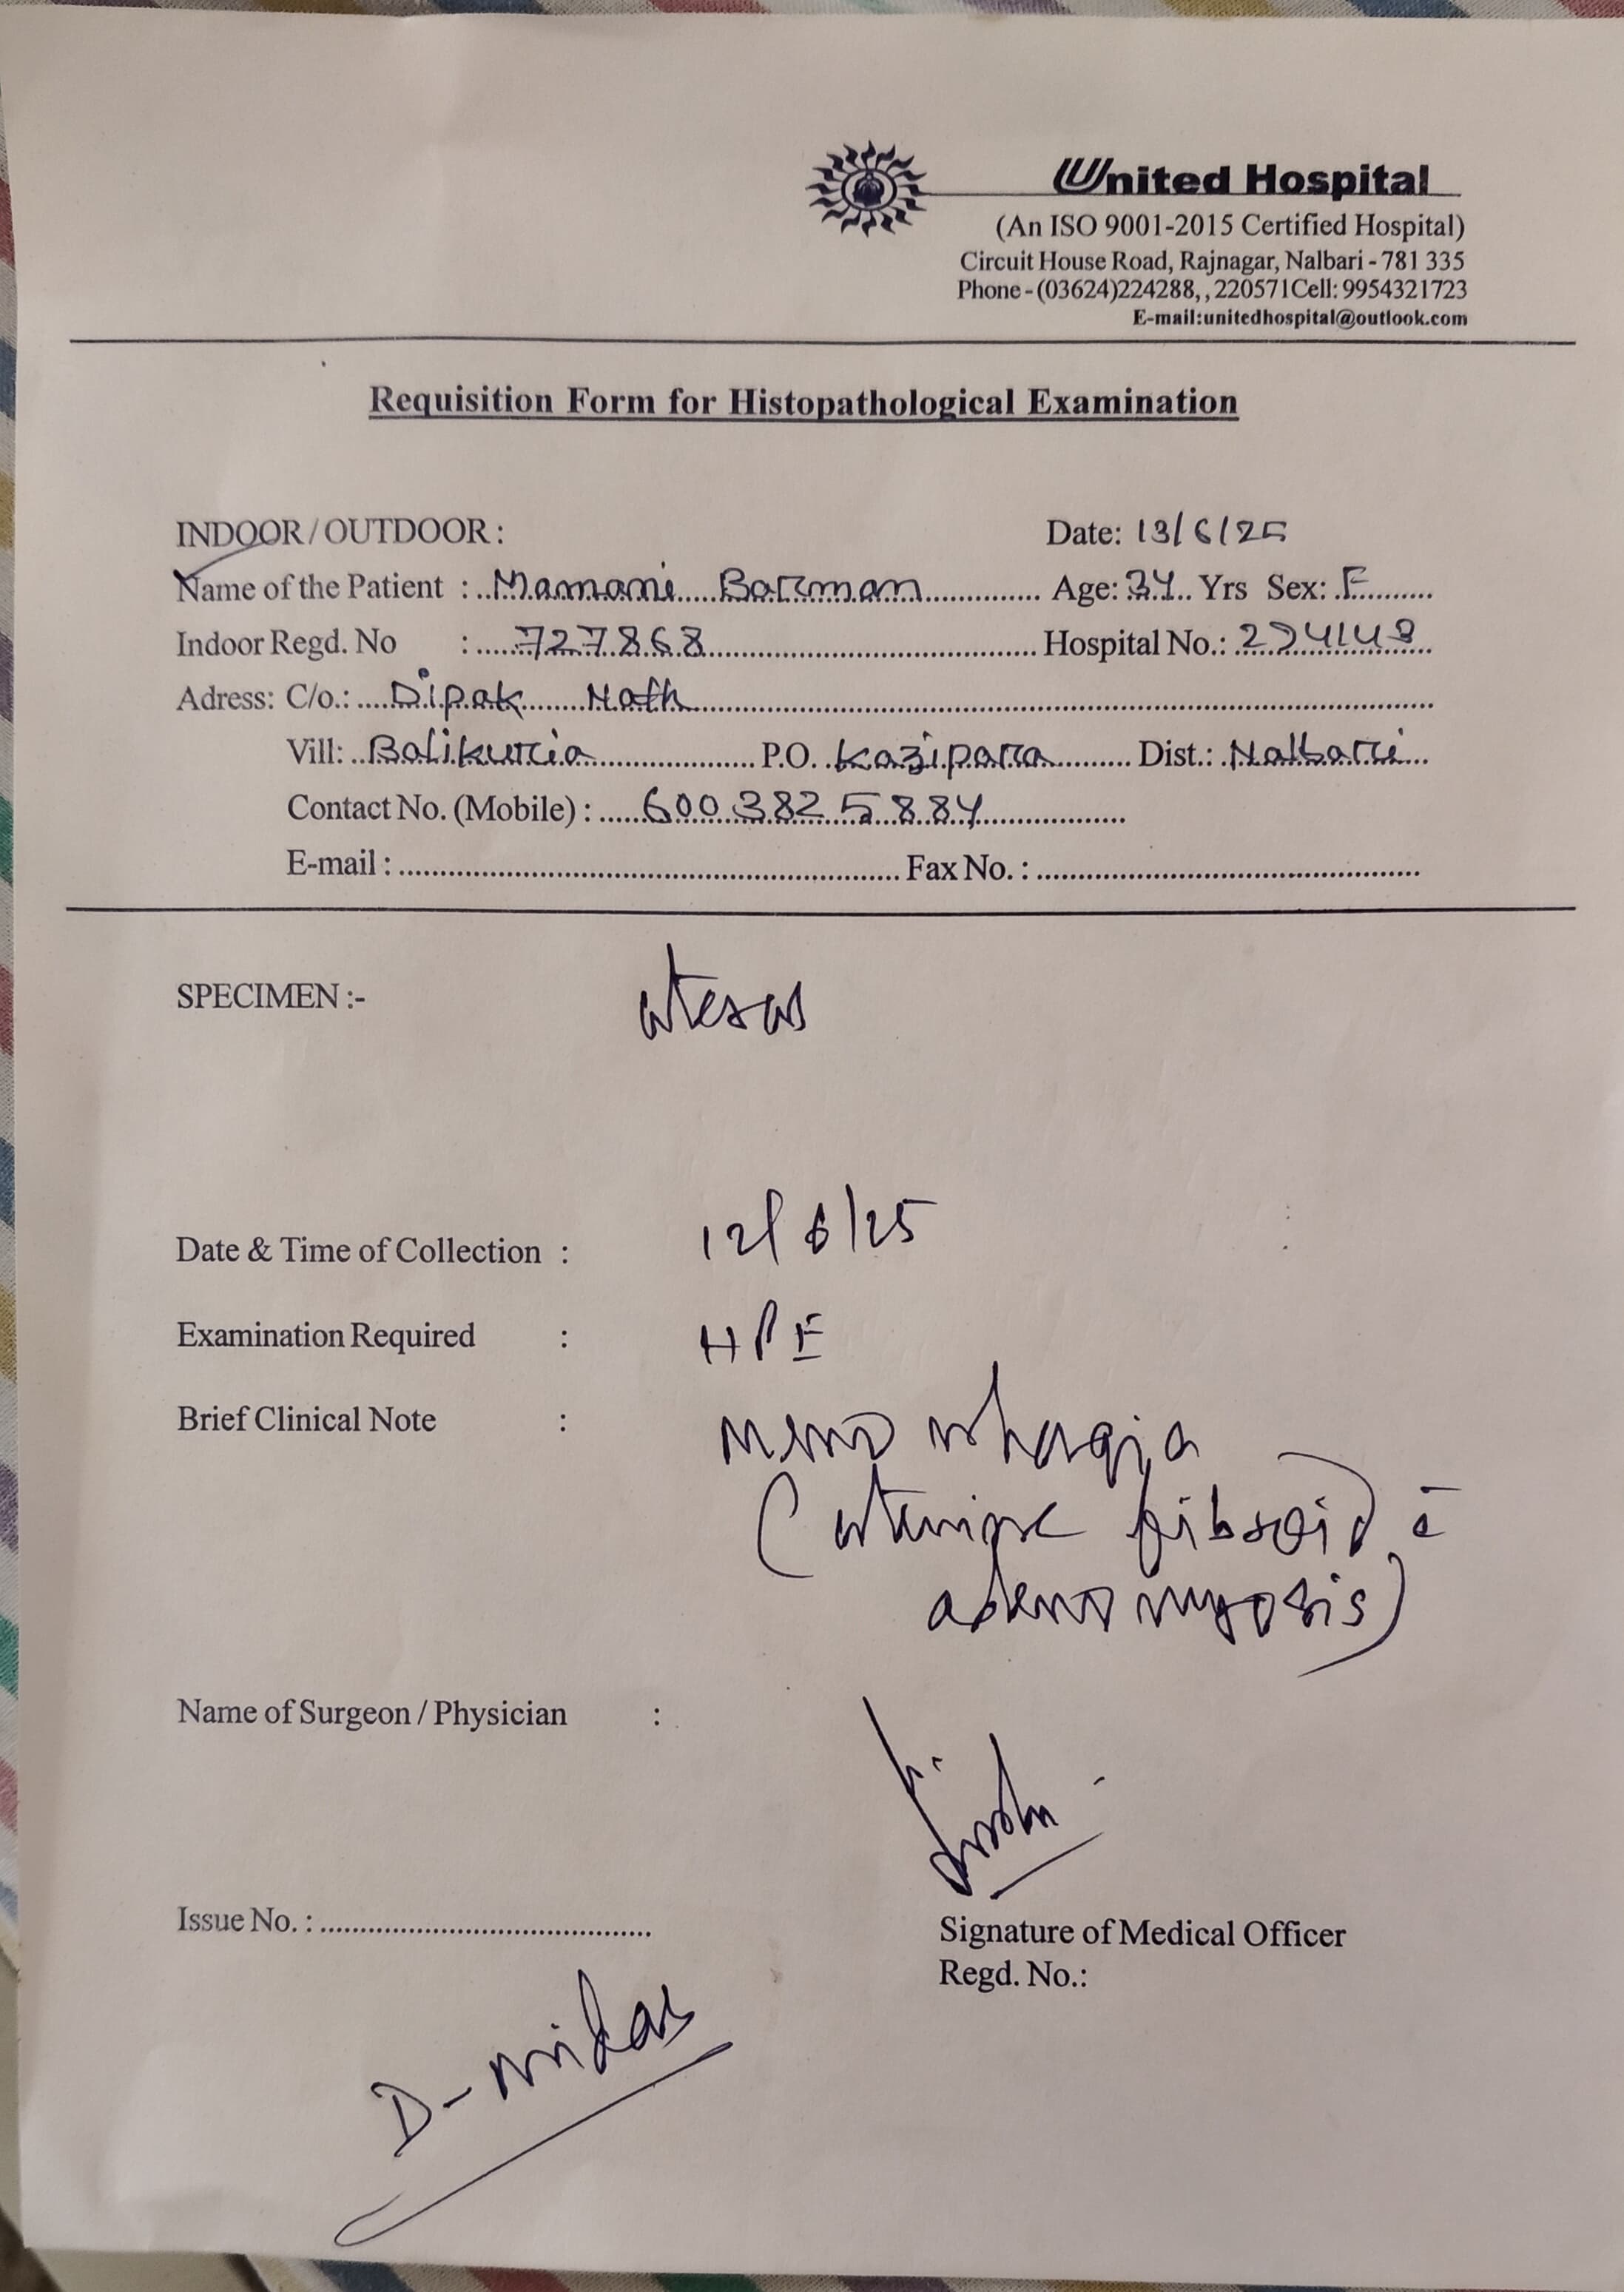 United Hospital
(An ISO 9001-2015 Certified Hospital)
Circuit House Road, Rajnagar, Nalbari - 781 335
Phone - (03624)224288,, 220571Cell: 9954321723
E-mail:unitedhospital@outlook.com
Requisition Form for Histopathological Examination
INDOOR / OUTDOOR : Date: 13/6/25
Name of the Patient : Mamani Barman Age: 34 Yrs Sex: F
Indoor Regd. No : 727868 Hospital No.: 274148
Adress: C/o.: Dipak Nath
Vill: Balikuria P.O. Kazipara Dist.: Nalbari
Contact No. (Mobile) : 6003825884
E-mail : Fax No. :
SPECIMEN :- uterus
Date & Time of Collection : 12/6/25
Examination Required : HPE
Brief Clinical Note : Menorrhagia
(uterine fibroid c̄
adenomyosis)
Name of Surgeon / Physician :
Issue No. :
Signature of Medical Officer
Regd. No.: